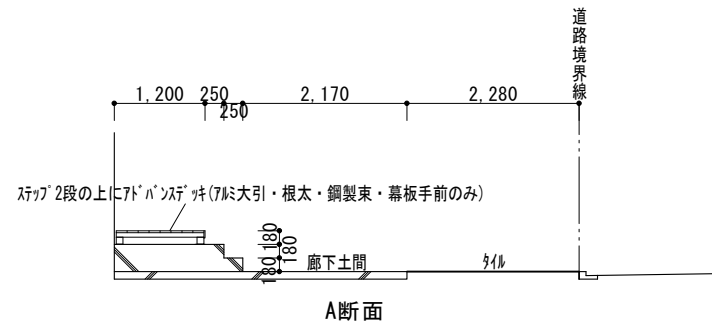 道路境界線
1,200
250
250
2,170
2,280
ｽﾃｯﾌﾟ2段の上にｱﾄﾞﾊﾞﾝｽﾃﾞｯｷ(ｱﾙﾐ大引・根太・鋼製束・幕板手前のみ)
180
180
180
廊下土間
ﾀｲﾙ
A断面